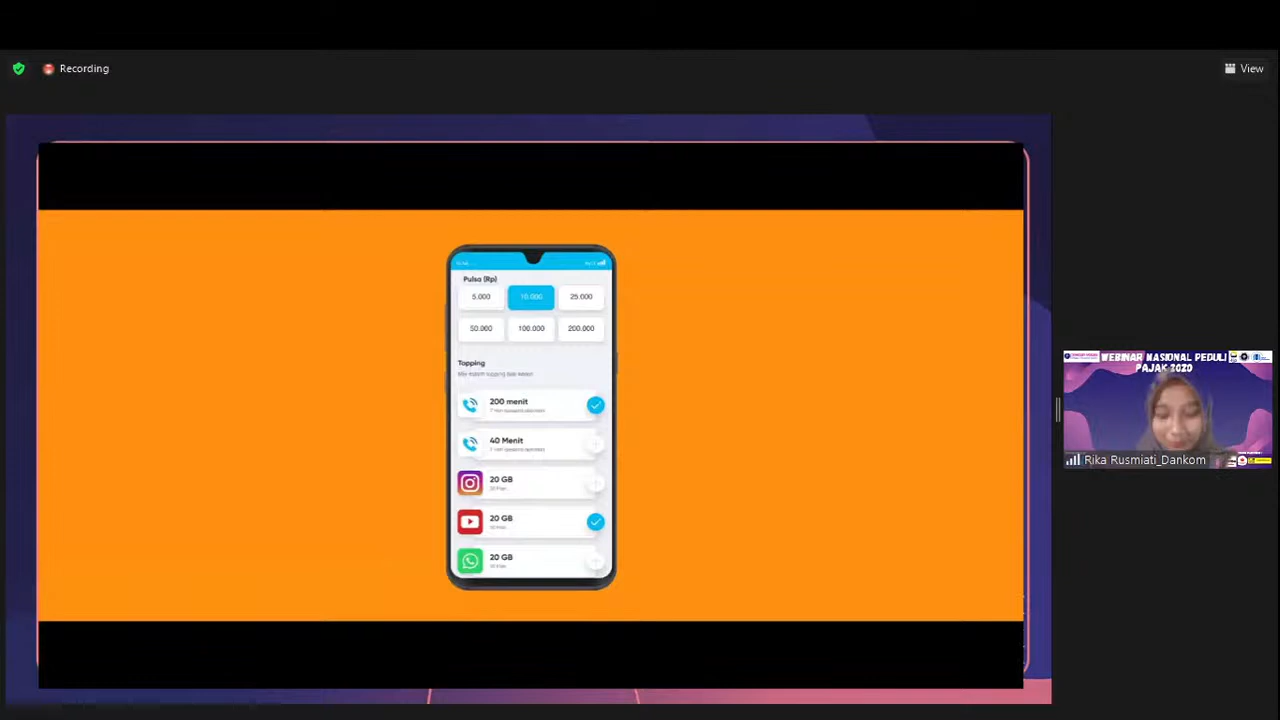 Recording
View
Pulsa (Rp)
5.000 10.000 25.000
50.000 100.000 200.000
Topping
200 menit
40 Menit
20 GB
20 GB
20 GB
WEBINAR NASIONAL PEDULI
PAJAK 2020
Rika Rusmiati_Dankom